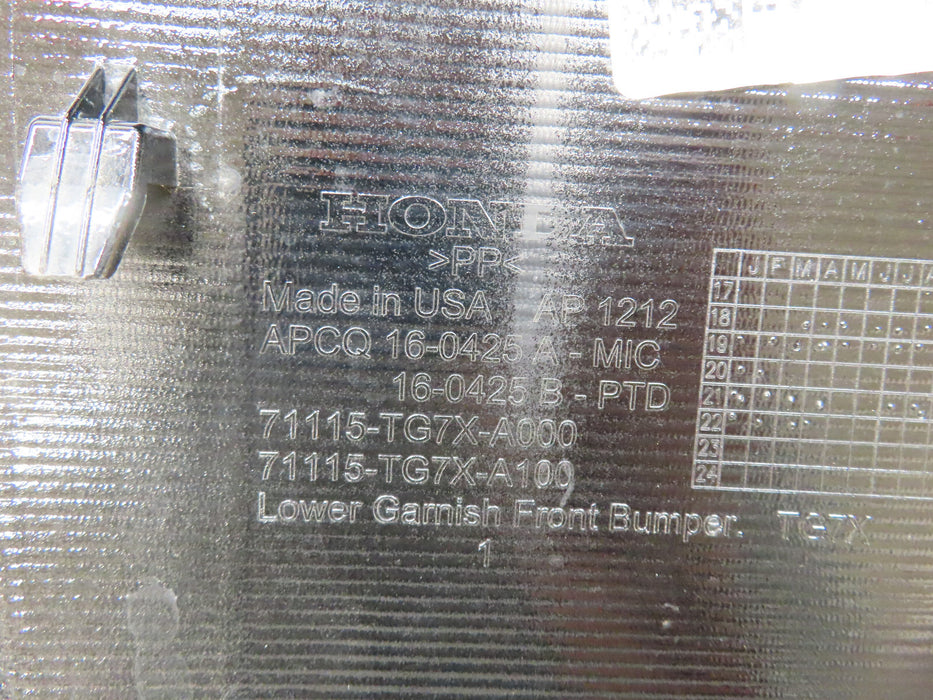 HONDA
>PP<
Made in USA AP 1212
APCQ 16-0425 A - MIC
16-0425 B - PTD
71115-TG7X-A000
71115-TG7X-A100
Lower Garnish Front Bumper. TG7X
1
J F M A M J J A
17
18
19
20
21
22
23
24